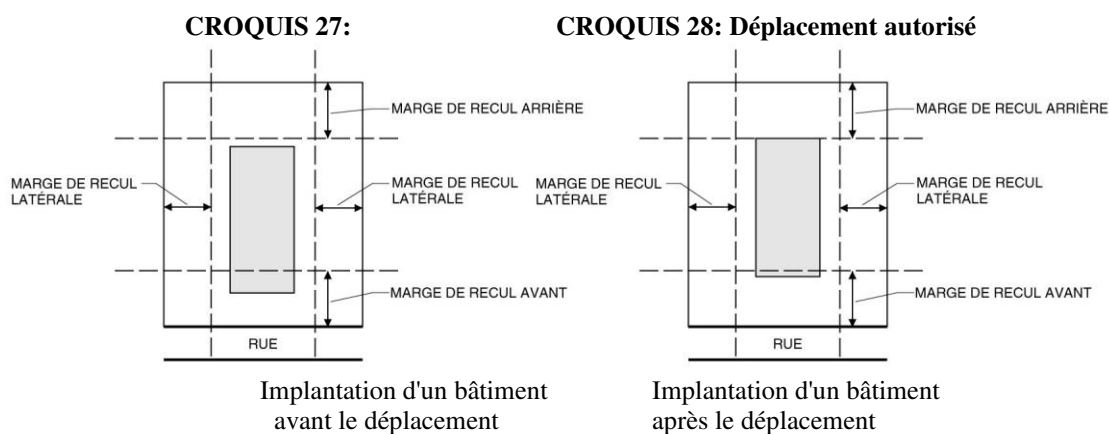 CROQUIS 27:
CROQUIS 28: Déplacement autorisé
MARGE DE RECUL ARRIÈRE
MARGE DE RECUL
LATÉRALE
MARGE DE RECUL
LATÉRALE
MARGE DE RECUL AVANT
RUE
MARGE DE RECUL ARRIÈRE
MARGE DE RECUL
LATÉRALE
MARGE DE RECUL
LATÉRALE
MARGE DE RECUL AVANT
RUE
Implantation d'un bâtiment
avant le déplacement
Implantation d'un bâtiment
après le déplacement